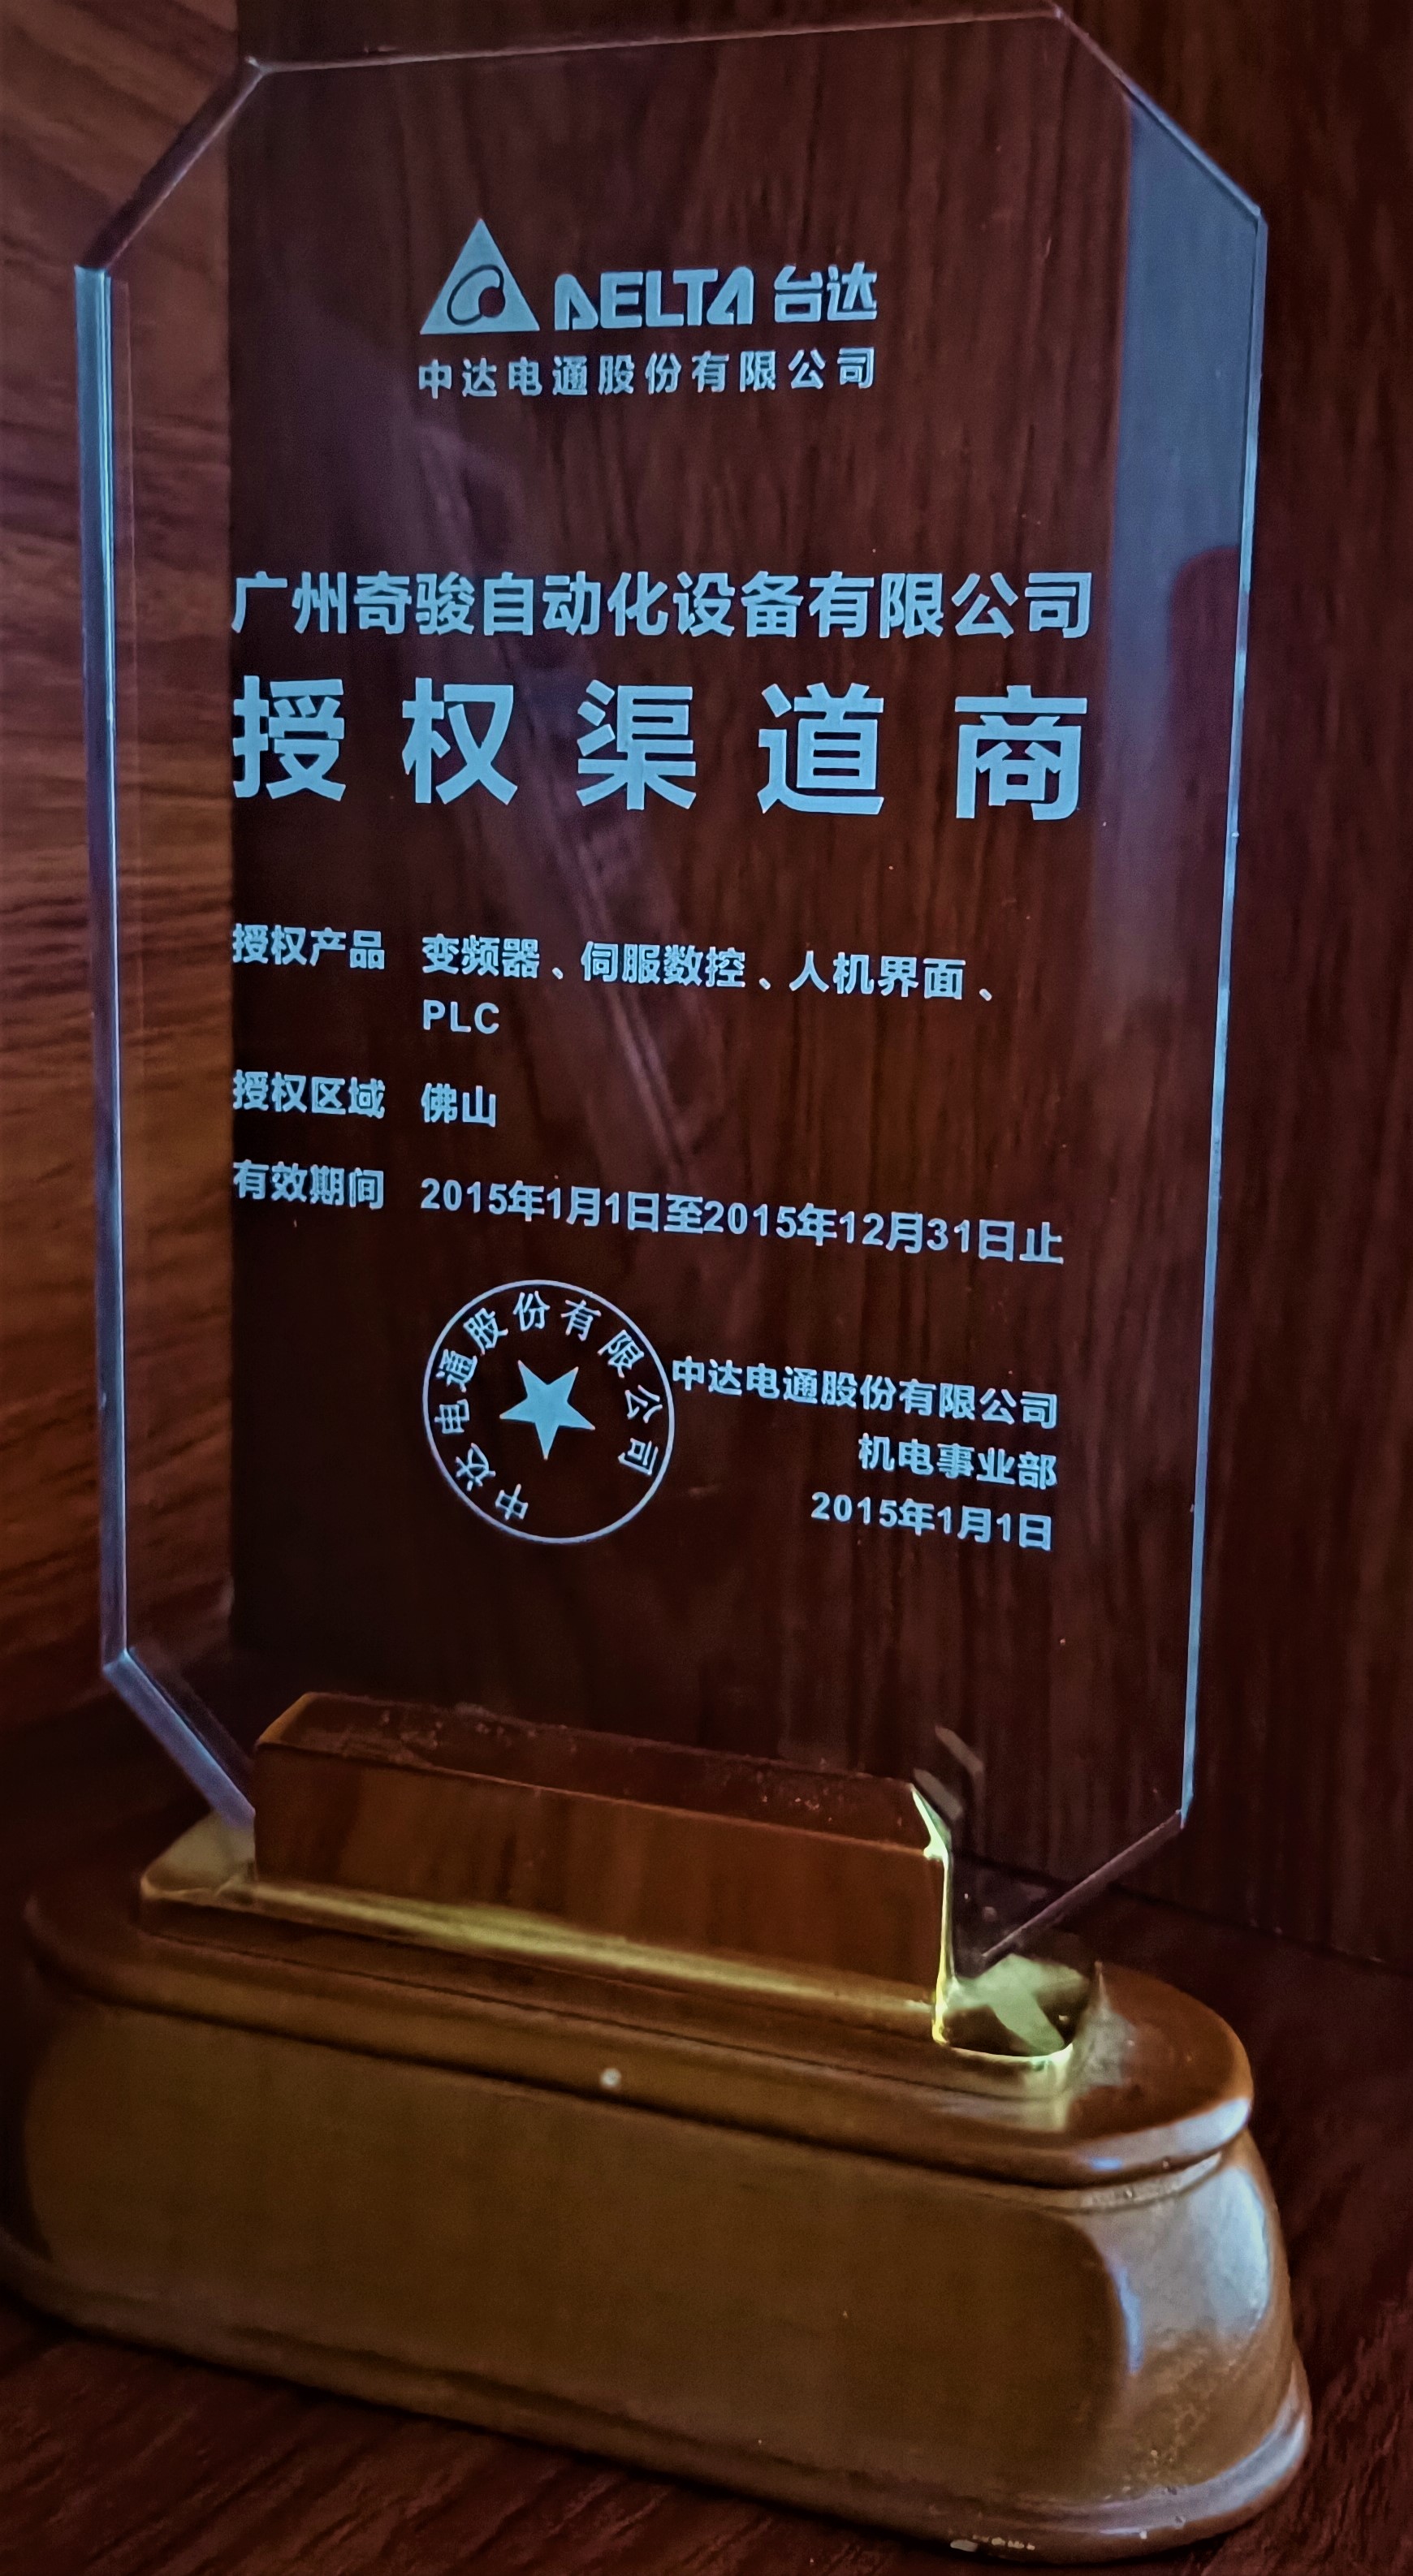 DELTA 台达
中达电通股份有限公司
广州奇骏自动化设备有限公司
授权渠道商
授权产品 变频器、伺服数控、人机界面、
PLC
授权区域 佛山
有效期间 2015年1月1日至2015年12月31日止
中达电通股份有限公司
中达电通股份有限公司
机电事业部
2015年1月1日